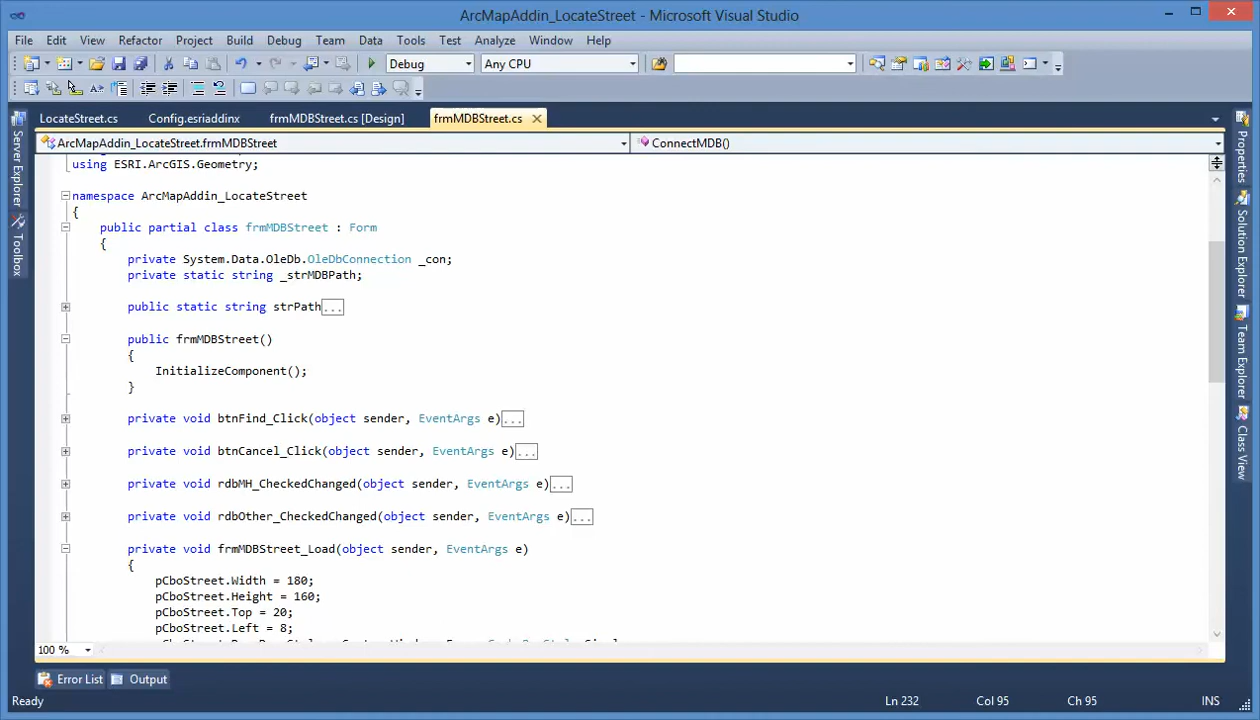 ArcMapAddin_LocateStreet - Microsoft Visual Studio
File Edit View Refactor Project Build Debug Team Data Tools Test Analyze Window Help
Debug Any CPU
LocateStreet.cs Config.esriaddinx frmMDBStreet.cs [Design] frmMDBStreet.cs
ArcMapAddin_LocateStreet.frmMDBStreet ConnectMDB()
using ESRI.ArcGIS.Geometry;
namespace ArcMapAddin_LocateStreet
{
public partial class frmMDBStreet : Form
{
private System.Data.OleDb.OleDbConnection _con;
private static string _strMDBPath;
public static string strPath...
public frmMDBStreet()
{
InitializeComponent();
}
private void btnFind_Click(object sender, EventArgs e)...
private void btnCancel_Click(object sender, EventArgs e)...
private void rdbMH_CheckedChanged(object sender, EventArgs e)...
private void rdbOther_CheckedChanged(object sender, EventArgs e)...
private void frmMDBStreet_Load(object sender, EventArgs e)
{
pCboStreet.Width = 180;
pCboStreet.Height = 160;
pCboStreet.Top = 20;
pCboStreet.Left = 8;
100 %
Error List Output
Ready Ln 232 Col 95 Ch 95 INS
Server Explorer
Toolbox
Properties
Solution Explorer
Team Explorer
Class View